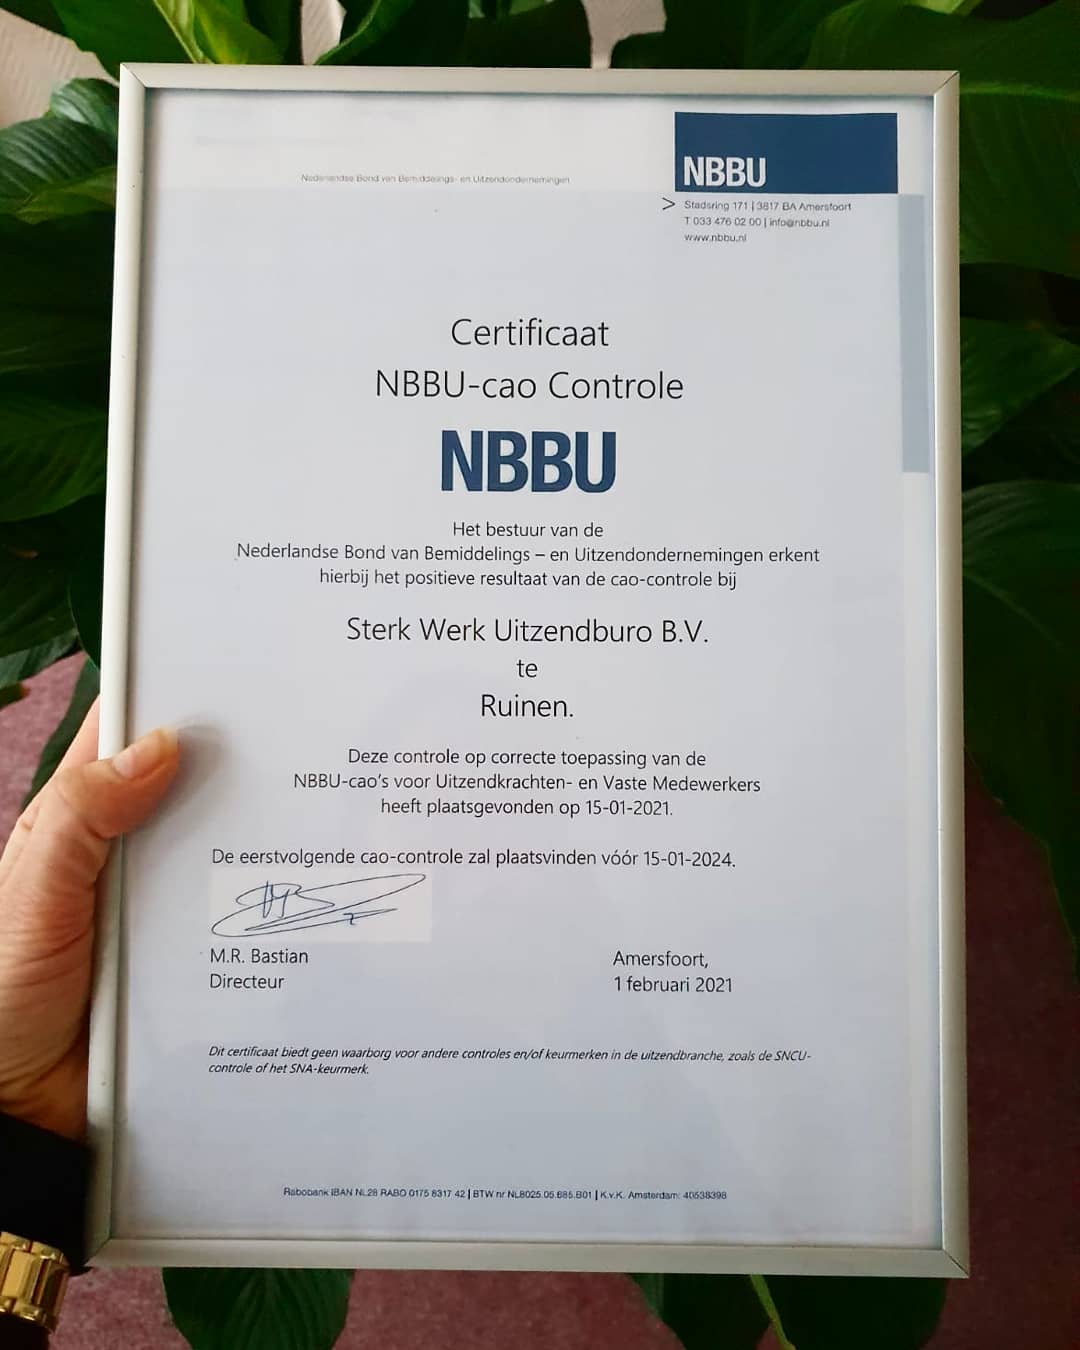 Nederlandse Bond van Bemiddelings- en Uitzendondernemingen
NBBU
> Stadsring 171 | 3817 BA Amersfoort
T 033 476 02 00 | info@nbbu.nl
www.nbbu.nl
Certificaat
NBBU-cao Controle
NBBU
Het bestuur van de
Nederlandse Bond van Bemiddelings – en Uitzendondernemingen erkent
hierbij het positieve resultaat van de cao-controle bij
Sterk Werk Uitzendburo B.V.
te
Ruinen.
Deze controle op correcte toepassing van de
NBBU-cao's voor Uitzendkrachten- en Vaste Medewerkers
heeft plaatsgevonden op 15-01-2021.
De eerstvolgende cao-controle zal plaatsvinden vóór 15-01-2024.
M.R. Bastian
Directeur
Amersfoort,
1 februari 2021
Dit certificaat biedt geen waarborg voor andere controles en/of keurmerken in de uitzendbranche, zoals de SNCU-
controle of het SNA-keurmerk.
Rabobank IBAN NL28 RABO 0175 8317 42 | BTW nr NL8025.05.685.B01 | K.v.K. Amsterdam: 40538398